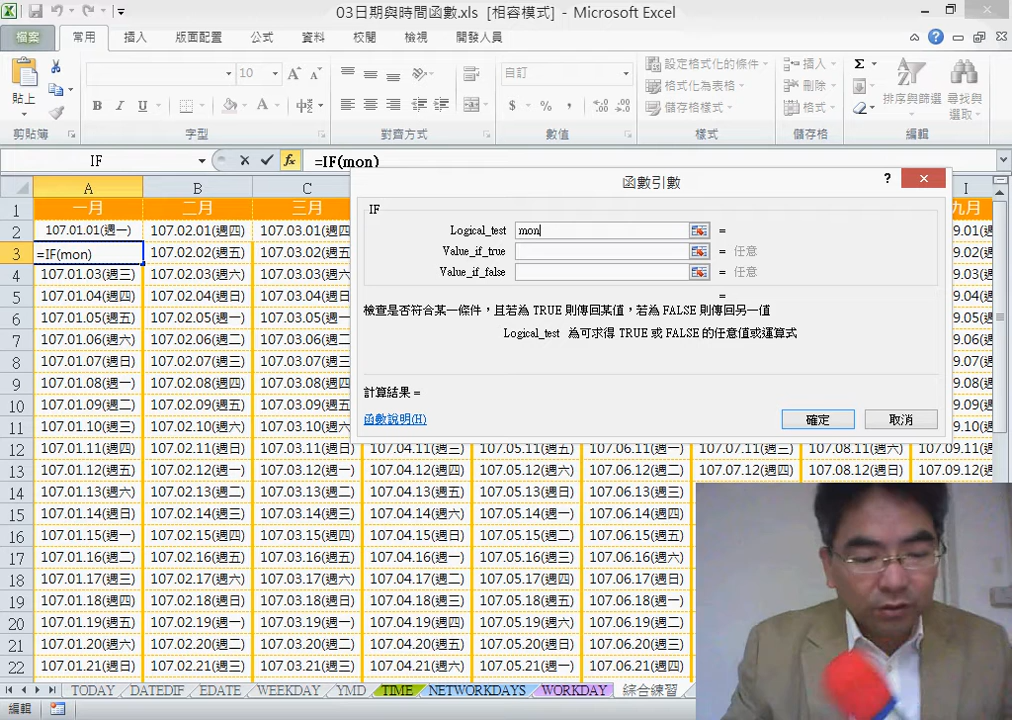 03日期與時間函數.xls [相容模式] - Microsoft Excel
檔案 常用 插入 版面配置 公式 資料 校閱 檢視 開發人員
貼上 10 自訂 設定格式化的條件 格式化為表格 儲存格樣式 插入 刪除 格式 排序與篩選 尋找與選取
剪貼簿 字型 對齊方式 數值 樣式 儲存格 編輯
IF =IF(mon)
函數引數
IF
Logical_test mon =
Value_if_true = 任意
Value_if_false = 任意
=
檢查是否符合某一條件，且若為 TRUE 則傳回某值，若為 FALSE 則傳回另一值
Logical_test 為可求得 TRUE 或 FALSE 的任意值或運算式
計算結果 =
函數說明(H) 確定 取消
A B C I
1 一月 二月 三月 九月
2 107.01.01(週一) 107.02.01(週四) 107.03.01(週四
3 =IF(mon) 107.02.02(週五) 107.03.02(週五
4 107.01.03(週三) 107.02.03(週六) 107.03.03(週六
5 107.01.04(週四) 107.02.04(週日) 107.03.04(週日
6 107.01.05(週五) 107.02.05(週一) 107.03.05(週一
7 107.01.06(週六) 107.02.06(週二) 107.03.06(週二
8 107.01.07(週日) 107.02.07(週三) 107.03.07(週三
9 107.01.08(週一) 107.02.08(週四) 107.03.08(週四
10 107.01.09(週二) 107.02.09(週五) 107.03.09(週五
11 107.01.10(週三) 107.02.10(週六) 107.03.10(週六
12 107.01.11(週四) 107.02.11(週日) 107.03.11(週日) 107.04.11(週三) 107.05.11(週五) 107.06.11(週一) 107.07.11(週三) 107.08.11(週六) 107.09.11(週
13 107.01.12(週五) 107.02.12(週一) 107.03.12(週一) 107.04.12(週四) 107.05.12(週六) 107.06.12(週二) 107.07.12(週四) 107.08.12(週日) 107.09.12(週
14 107.01.13(週六) 107.02.13(週二) 107.03.13(週二) 107.04.13(週五) 107.05.13(週日) 107.06.13(週三)
15 107.01.14(週日) 107.02.14(週三) 107.03.14(週三) 107.04.14(週六) 107.05.14(週一) 107.06.14(週四)
16 107.01.15(週一) 107.02.15(週四) 107.03.15(週四) 107.04.15(週日) 107.05.15(週二) 107.06.15(週五)
17 107.01.16(週二) 107.02.16(週五) 107.03.16(週五) 107.04.16(週一) 107.05.16(週三) 107.06.16(週六)
18 107.01.17(週三) 107.02.17(週六) 107.03.17(週六) 107.04.17(週二) 107.05.17(週四) 107.06.17(週日)
19 107.01.18(週四) 107.02.18(週日) 107.03.18(週日) 107.04.18(週三) 107.05.18(週五) 107.06.18(週一)
20 107.01.19(週五) 107.02.19(週一) 107.03.19(週一) 107.04.19(週四) 107.05.19(週六) 107.06.19(週二)
21 107.01.20(週六) 107.02.20(週二) 107.03.20(週二) 107.04.20(週五) 107.05.20(週日) 107.06.20(週三)
22 107.01.21(週日) 107.02.21(週三) 107.03.21(週三) 107.04.21(週六) 107.05.21(週一) 107.06.21(週四)
TODAY DATEDIF EDATE WEEKDAY YMD TIME NETWORKDAYS WORKDAY 綜合練習
編輯